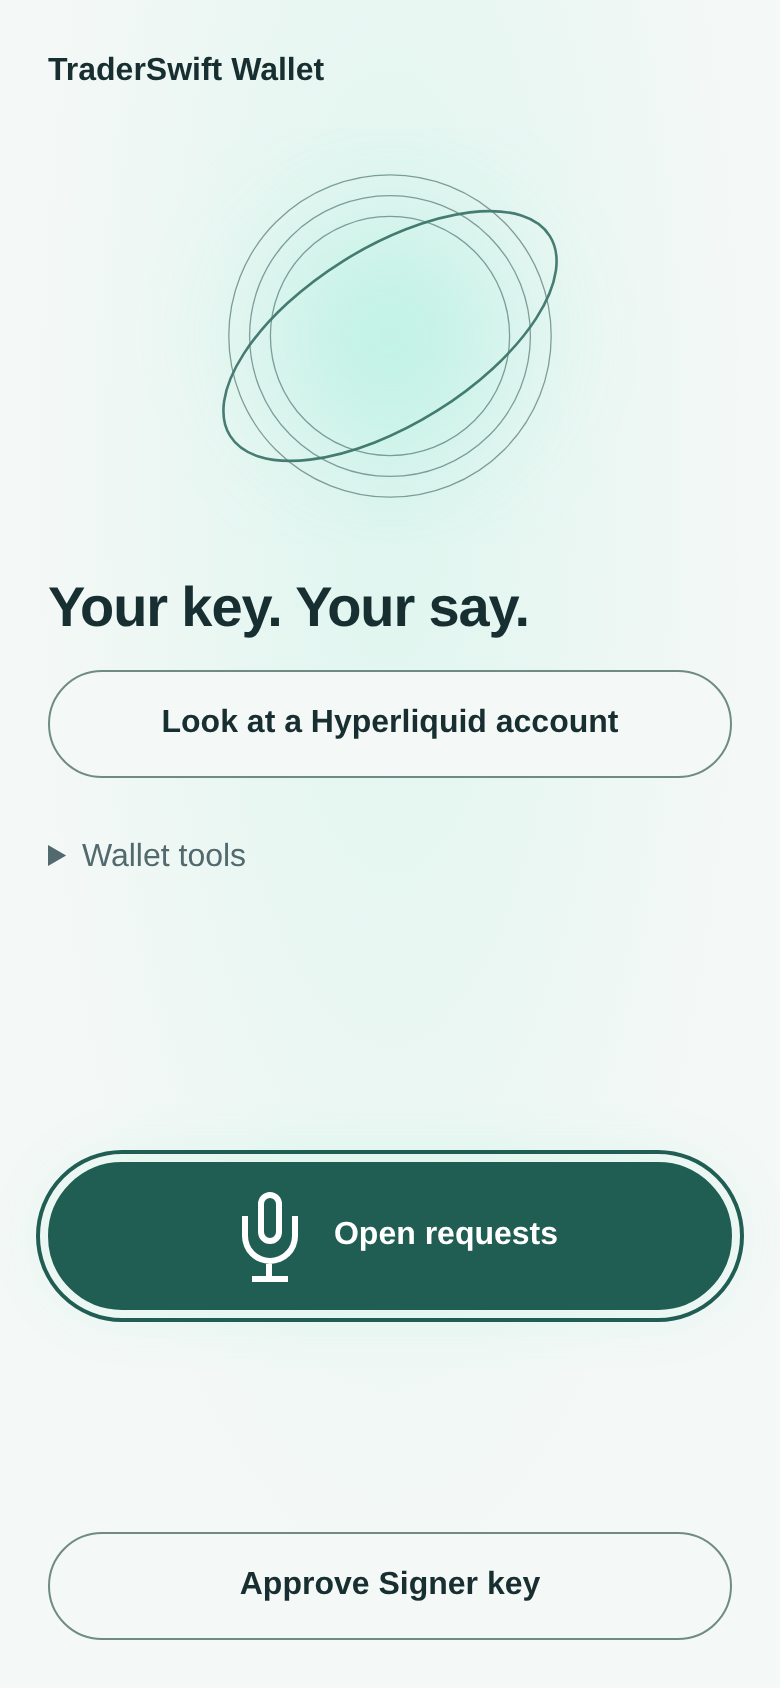 TraderSwift Wallet
Your key. Your say.
Look at a Hyperliquid account
Wallet tools
Open requests
Approve Signer key